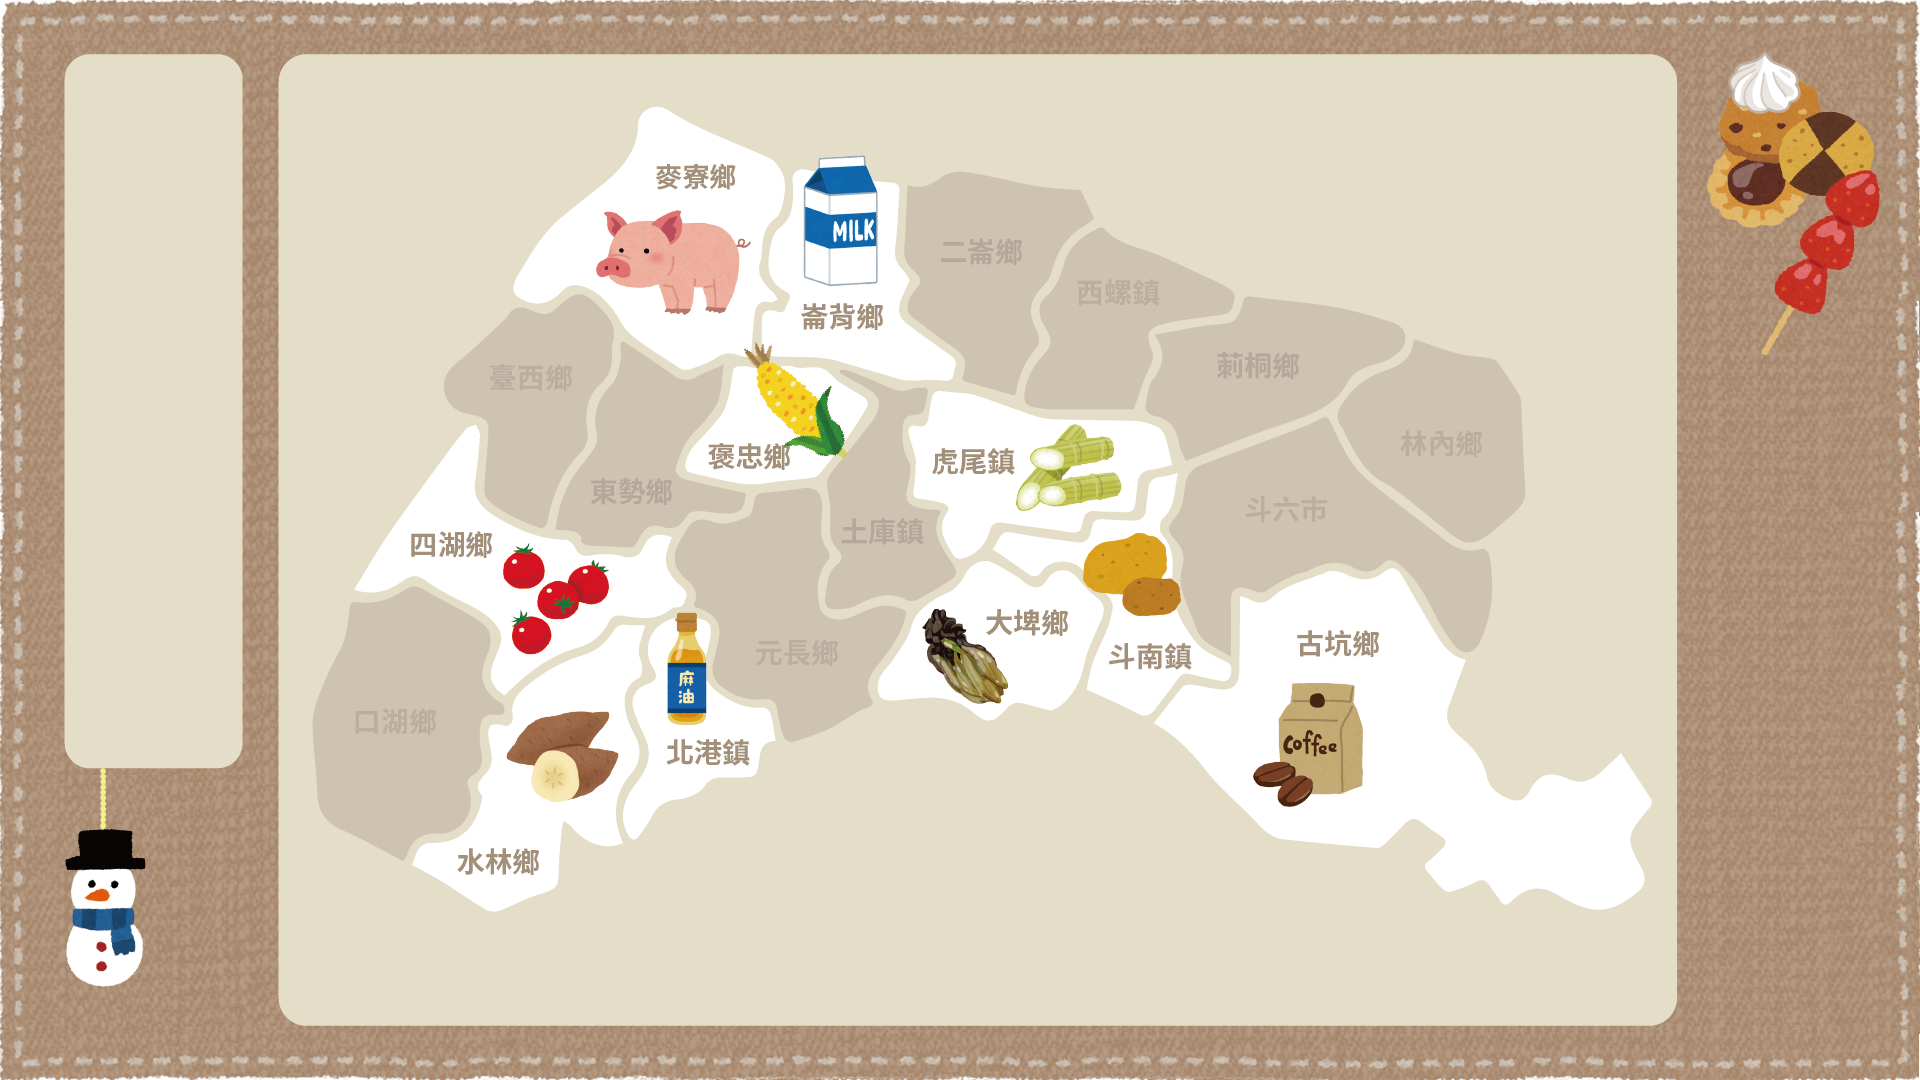 麥寮鄉
MILK
二崙鄉
西螺鎮
崙背鄉
臺西鄉
莿桐鄉
林內鄉
褒忠鄉
虎尾鎮
東勢鄉
斗六市
四湖鄉
土庫鎮
大埤鄉
古坑鄉
元長鄉
斗南鎮
麻
油
口湖鄉
北港鎮
Coffee
水林鄉